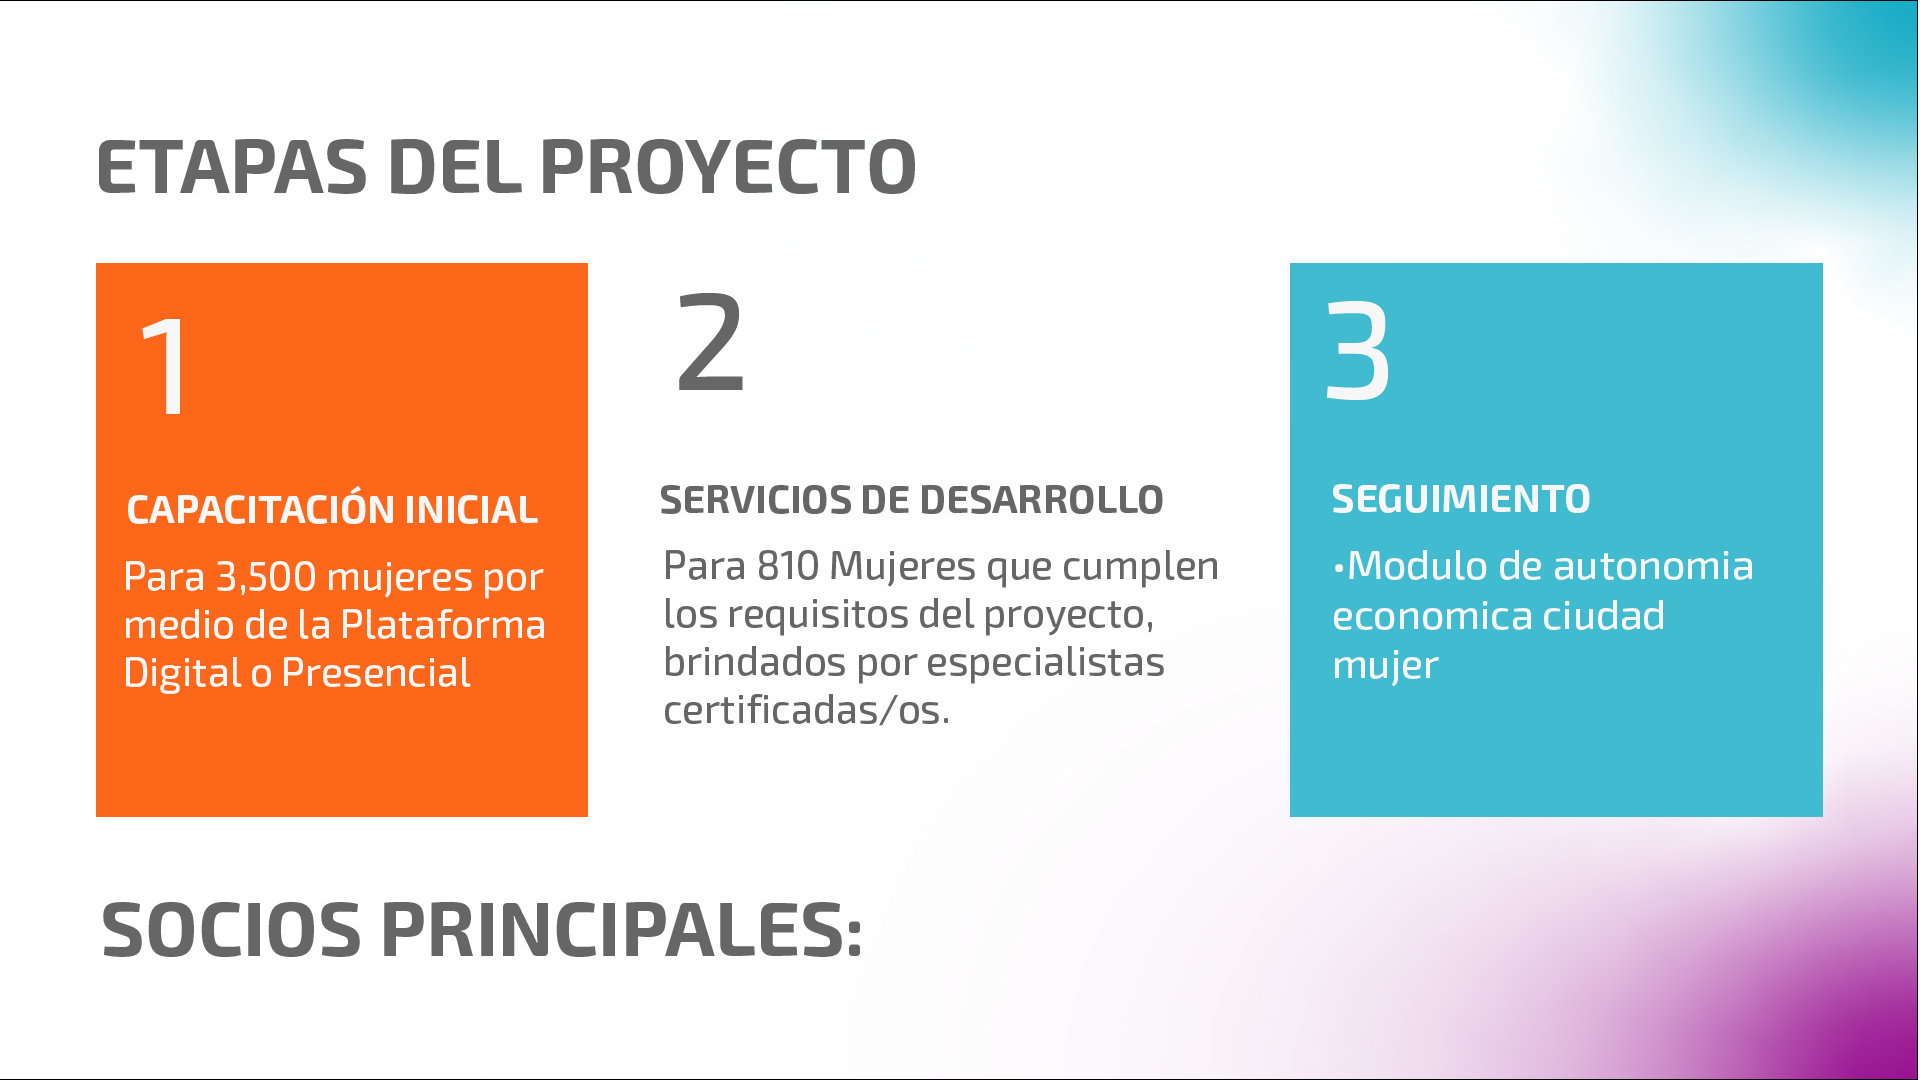 ETAPAS DEL PROYECTO
1
CAPACITACIÓN INICIAL
Para 3,500 mujeres por
medio de la Plataforma
Digital o Presencial
2
SERVICIOS DE DESARROLLO
Para 810 Mujeres que cumplen
los requisitos del proyecto,
brindados por especialistas
certificadas/os.
3
SEGUIMIENTO
•Modulo de autonomia
economica ciudad
mujer
SOCIOS PRINCIPALES: